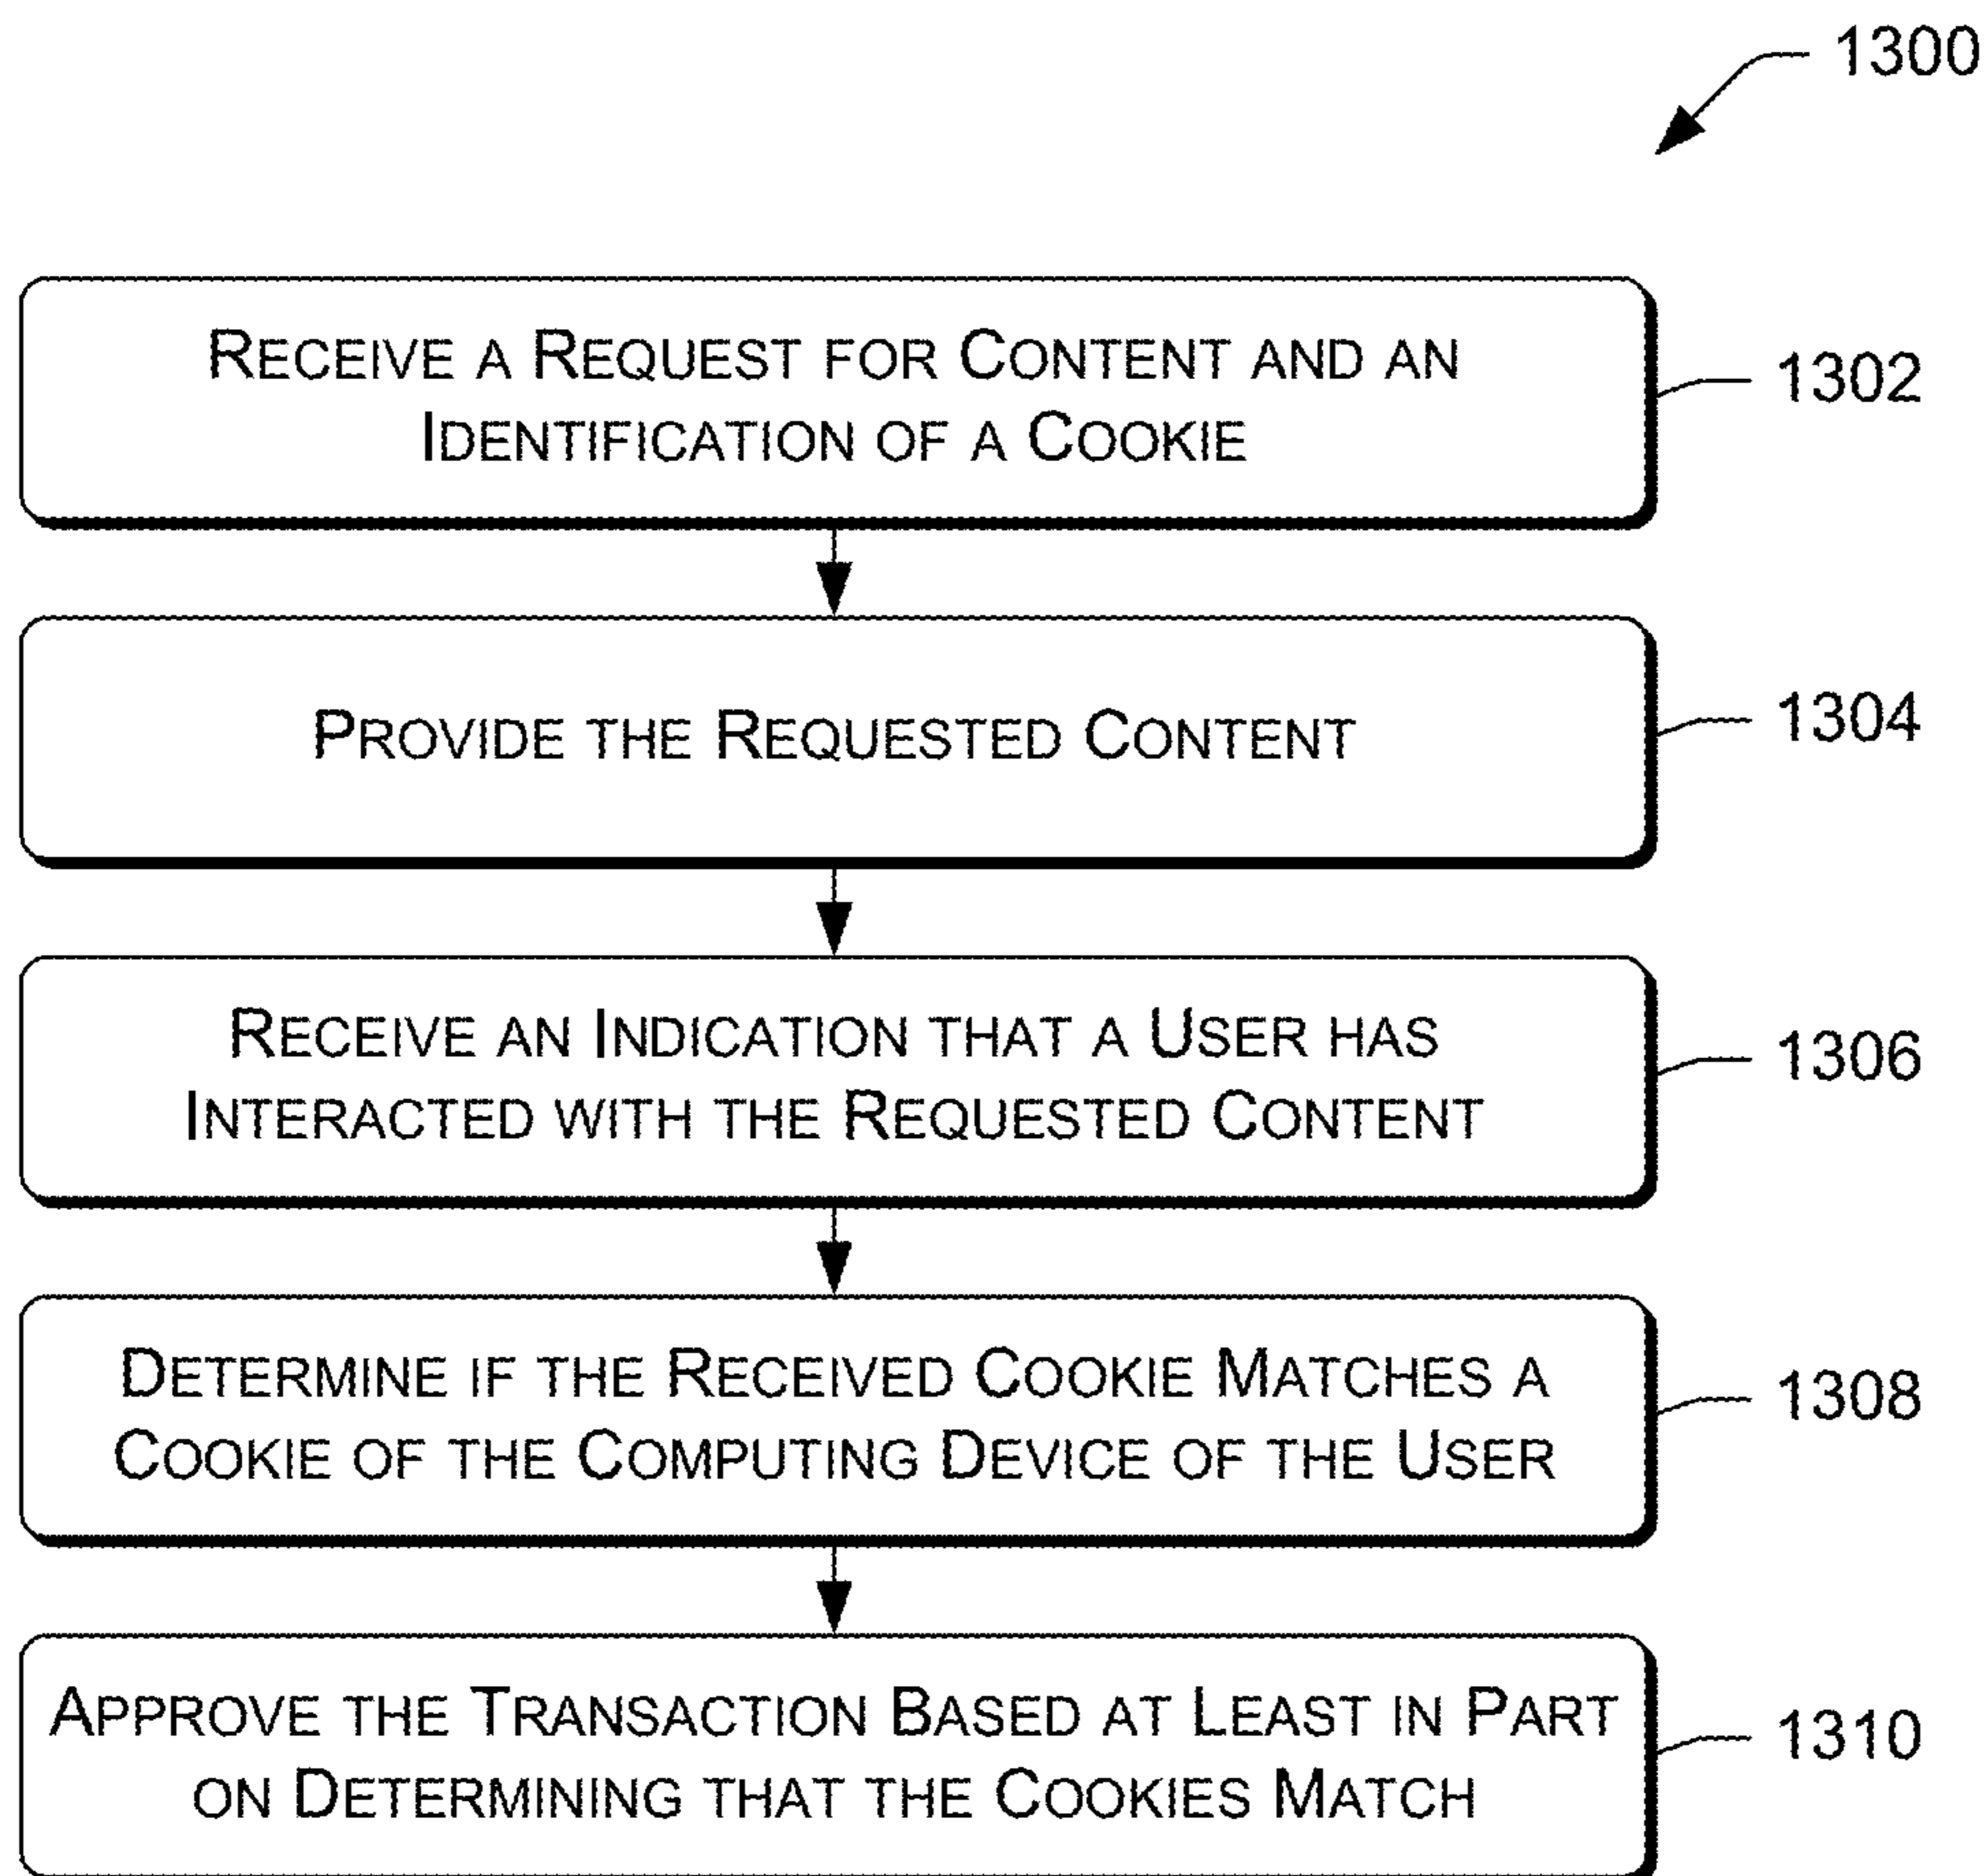 1300
RECEIVE A REQUEST FOR CONTENT AND AN
IDENTIFICATION OF A COOKIE
1302
PROVIDE THE REQUESTED CONTENT
1304
RECEIVE AN INDICATION THAT A USER HAS
INTERACTED WITH THE REQUESTED CONTENT
1306
DETERMINE IF THE RECEIVED COOKIE MATCHES A
COOKIE OF THE COMPUTING DEVICE OF THE USER
1308
APPROVE THE TRANSACTION BASED AT LEAST IN PART
ON DETERMINING THAT THE COOKIES MATCH
1310